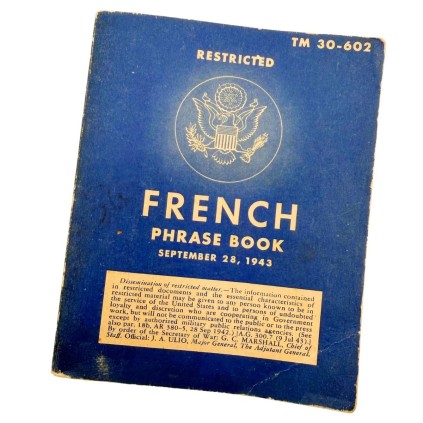 TM 30-602
RESTRICTED
FRENCH
PHRASE BOOK
SEPTEMBER 28, 1943
Dissemination of restricted matter.—The information contained
in restricted documents and the essential characteristics of
restricted material may be given to any person known to be in
the service of the United States and to persons of undoubted
loyalty and discretion who are cooperating in Government
work, but will not be communicated to the public or to the press
except by authorized military public relations agencies. (See
also par. 18b, AR 380-5, 28 Sep 1942.) [A.G. 300.7 (9 Jul 43).]
By order of the Secretary of War: G. C. MARSHALL, Chief of
Staff. Official: J. A. ULIO, Major General, The Adjutant General.